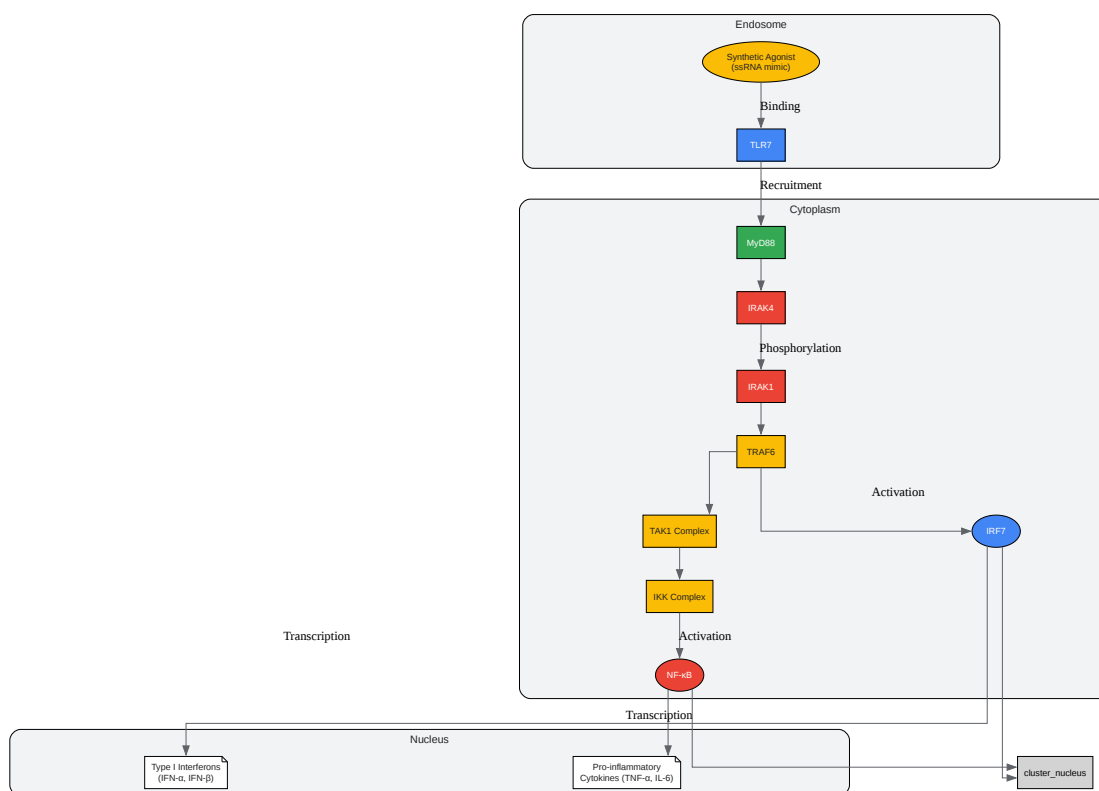 Endosome
Synthetic Agonist
(ssRNA mimic)
Binding
TLR7
Recruitment
Cytoplasm
MyD88
IRAK4
Phosphorylation
IRAK1
TRAF6
Activation
TAK1 Complex
IRF7
IKK Complex
Transcription
Activation
NF-κB
Transcription
Nucleus
Type I Interferons
(IFN-α, IFN-β)
Pro-inflammatory
Cytokines (TNF-α, IL-6)
cluster_nucleus